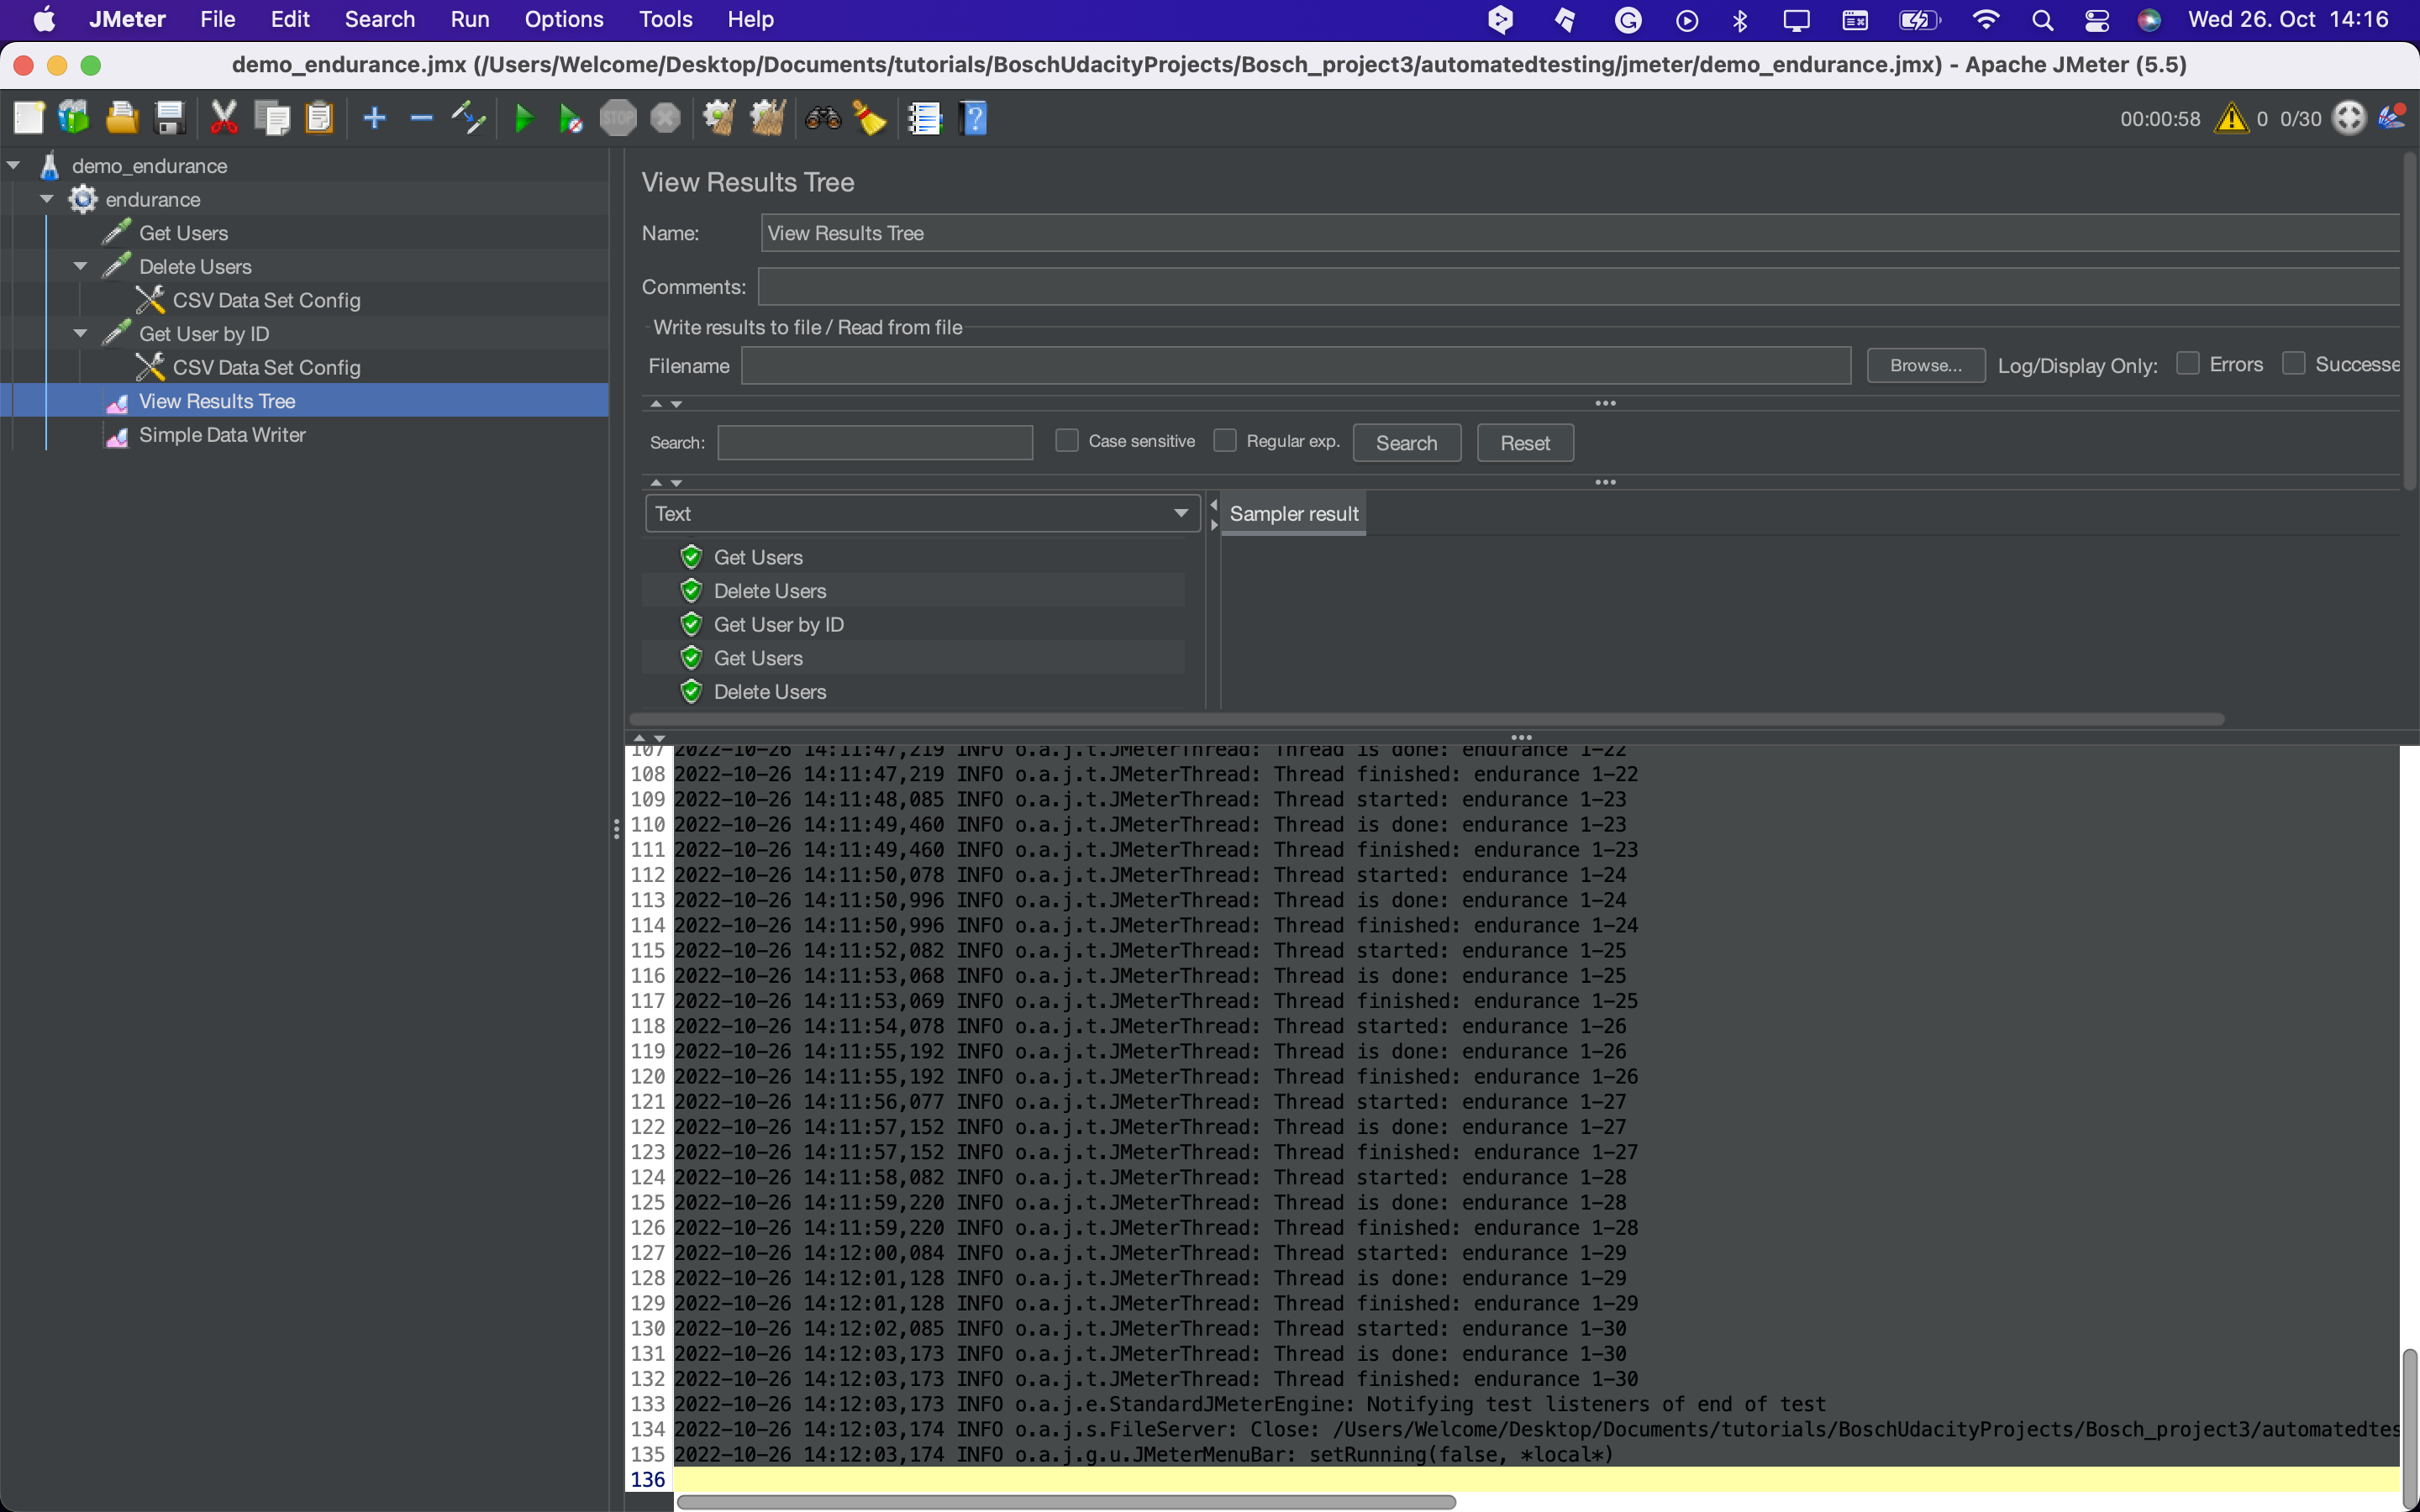 JMeter File Edit Search Run Options Tools Help Wed 26. Oct 14:16
demo_endurance.jmx (/Users/Welcome/Desktop/Documents/tutorials/BoschUdacityProjects/Bosch_project3/automatedtesting/jmeter/demo_endurance.jmx) - Apache JMeter (5.5)
STOP 00:00:58 0 0/30
demo_endurance
endurance
Get Users
Delete Users
CSV Data Set Config
Get User by ID
CSV Data Set Config
View Results Tree
Simple Data Writer
View Results Tree
Name: View Results Tree
Comments:
Write results to file / Read from file
Filename Browse... Log/Display Only: Errors Successe
Search: Case sensitive Regular exp. Search Reset
Text Sampler result
Get Users
Delete Users
Get User by ID
Get Users
Delete Users
107 2022-10-26 14:11:47,219 INFO o.a.j.t.JMeterThread: Thread is done: endurance 1-22
108 2022-10-26 14:11:47,219 INFO o.a.j.t.JMeterThread: Thread finished: endurance 1-22
109 2022-10-26 14:11:48,085 INFO o.a.j.t.JMeterThread: Thread started: endurance 1-23
110 2022-10-26 14:11:49,460 INFO o.a.j.t.JMeterThread: Thread is done: endurance 1-23
111 2022-10-26 14:11:49,460 INFO o.a.j.t.JMeterThread: Thread finished: endurance 1-23
112 2022-10-26 14:11:50,078 INFO o.a.j.t.JMeterThread: Thread started: endurance 1-24
113 2022-10-26 14:11:50,996 INFO o.a.j.t.JMeterThread: Thread is done: endurance 1-24
114 2022-10-26 14:11:50,996 INFO o.a.j.t.JMeterThread: Thread finished: endurance 1-24
115 2022-10-26 14:11:52,082 INFO o.a.j.t.JMeterThread: Thread started: endurance 1-25
116 2022-10-26 14:11:53,068 INFO o.a.j.t.JMeterThread: Thread is done: endurance 1-25
117 2022-10-26 14:11:53,069 INFO o.a.j.t.JMeterThread: Thread finished: endurance 1-25
118 2022-10-26 14:11:54,078 INFO o.a.j.t.JMeterThread: Thread started: endurance 1-26
119 2022-10-26 14:11:55,192 INFO o.a.j.t.JMeterThread: Thread is done: endurance 1-26
120 2022-10-26 14:11:55,192 INFO o.a.j.t.JMeterThread: Thread finished: endurance 1-26
121 2022-10-26 14:11:56,077 INFO o.a.j.t.JMeterThread: Thread started: endurance 1-27
122 2022-10-26 14:11:57,152 INFO o.a.j.t.JMeterThread: Thread is done: endurance 1-27
123 2022-10-26 14:11:57,152 INFO o.a.j.t.JMeterThread: Thread finished: endurance 1-27
124 2022-10-26 14:11:58,082 INFO o.a.j.t.JMeterThread: Thread started: endurance 1-28
125 2022-10-26 14:11:59,220 INFO o.a.j.t.JMeterThread: Thread is done: endurance 1-28
126 2022-10-26 14:11:59,220 INFO o.a.j.t.JMeterThread: Thread finished: endurance 1-28
127 2022-10-26 14:12:00,084 INFO o.a.j.t.JMeterThread: Thread started: endurance 1-29
128 2022-10-26 14:12:01,128 INFO o.a.j.t.JMeterThread: Thread is done: endurance 1-29
129 2022-10-26 14:12:01,128 INFO o.a.j.t.JMeterThread: Thread finished: endurance 1-29
130 2022-10-26 14:12:02,085 INFO o.a.j.t.JMeterThread: Thread started: endurance 1-30
131 2022-10-26 14:12:03,173 INFO o.a.j.t.JMeterThread: Thread is done: endurance 1-30
132 2022-10-26 14:12:03,173 INFO o.a.j.t.JMeterThread: Thread finished: endurance 1-30
133 2022-10-26 14:12:03,173 INFO o.a.j.e.StandardJMeterEngine: Notifying test listeners of end of test
134 2022-10-26 14:12:03,174 INFO o.a.j.s.FileServer: Close: /Users/Welcome/Desktop/Documents/tutorials/BoschUdacityProjects/Bosch_project3/automatedtes
135 2022-10-26 14:12:03,174 INFO o.a.j.g.u.JMeterMenuBar: setRunning(false, *local*)
136